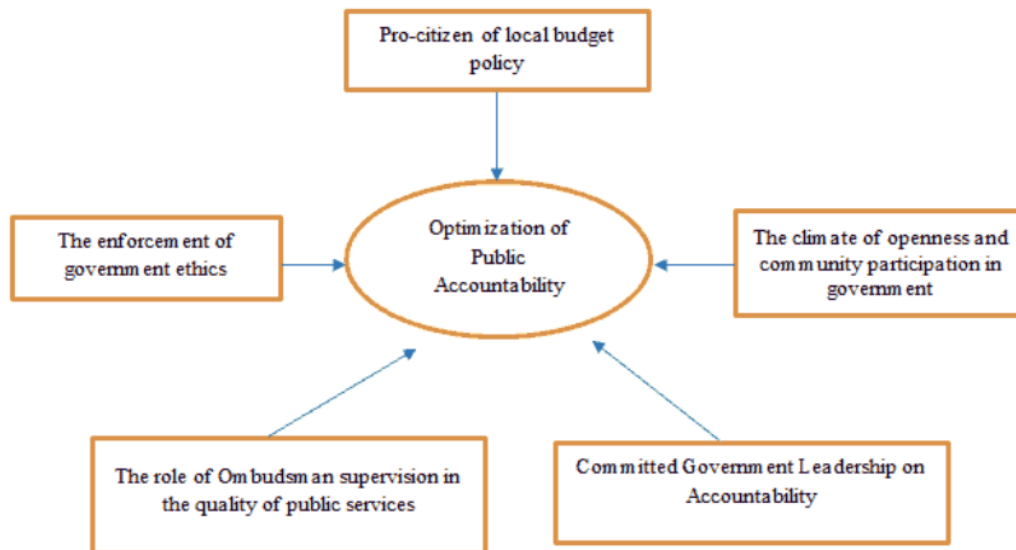 Pro-citizen of local budget
policy
The enforcement of
government ethics
Optimization of
Public
Accountability
The climate of openness and
community participation in
government
The role of Ombudsman supervision in
the quality of public services
Committed Government Leadership on
Accountability